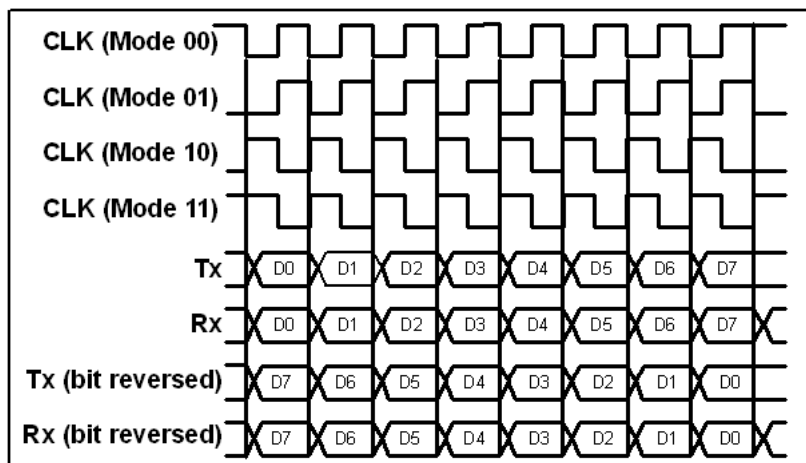 CLK (Mode 00)
CLK (Mode 01)
CLK (Mode 10)
CLK (Mode 11)
Tx D0 D1 D2 D3 D4 D5 D6 D7
Rx D0 D1 D2 D3 D4 D5 D6 D7
Tx (bit reversed) D7 D6 D5 D4 D3 D2 D1 D0
Rx (bit reversed) D7 D6 D5 D4 D3 D2 D1 D0